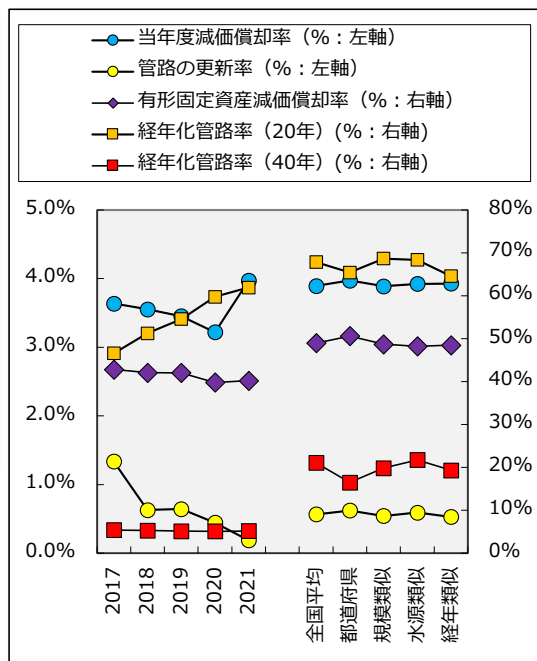 当年度減価償却率（%：左軸）
管路の更新率（%：左軸）
有形固定資産減価償却率（%：右軸）
経年化管路率（20年）(%：右軸)
経年化管路率（40年）(%：右軸)
5.0%
4.0%
3.0%
2.0%
1.0%
0.0%
80%
70%
60%
50%
40%
30%
20%
10%
0%
2017
2018
2019
2020
2021
全国平均
都道府県
規模類似
水源類似
経年類似